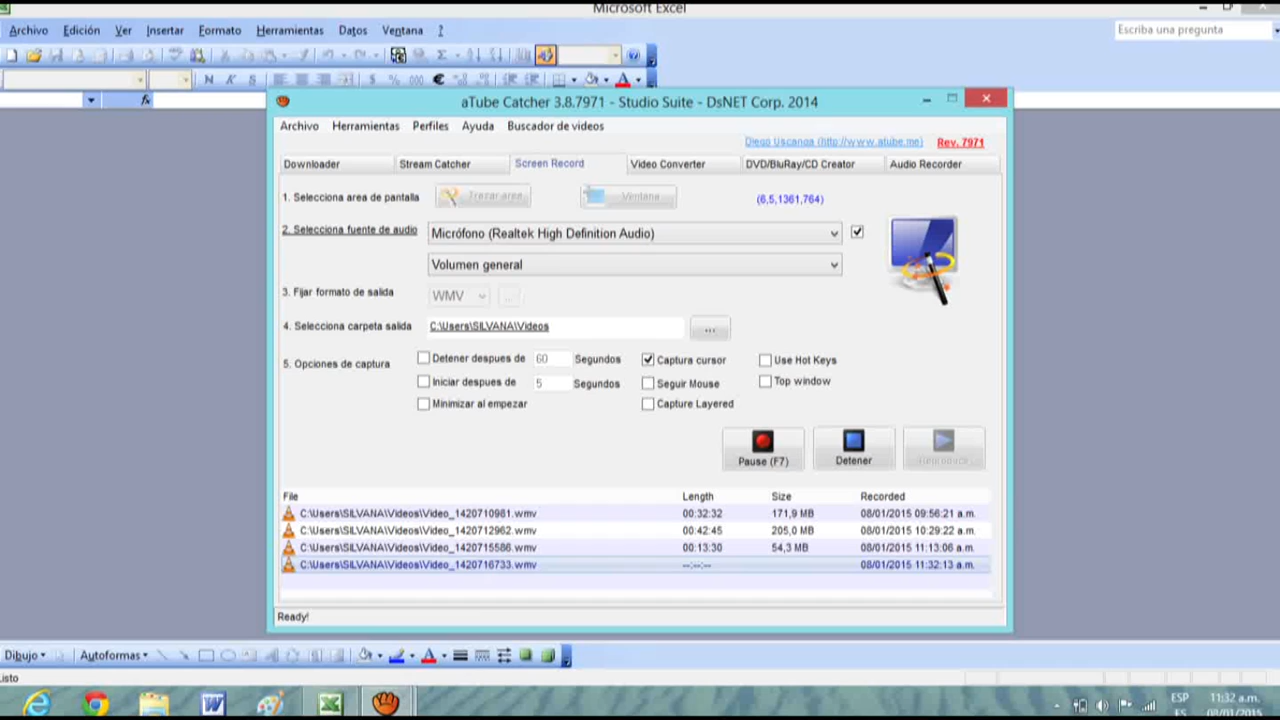 Microsoft Excel
Archivo Edición Ver Insertar Formato Herramientas Datos Ventana ?
Escriba una pregunta
N K S
fx
aTube Catcher 3.8.7971 - Studio Suite - DsNET Corp. 2014
Archivo Herramientas Perfiles Ayuda Buscador de videos
Diego Uscanga (http://www.atube.me) Rev. 7971
Downloader Stream Catcher Screen Record Video Converter DVD/BluRay/CD Creator Audio Recorder
1. Selecciona area de pantalla Trazar area Ventana (6,5,1361,764)
2. Selecciona fuente de audio Micrófono (Realtek High Definition Audio)
Volumen general
3. Fijar formato de salida WMV ...
4. Selecciona carpeta salida C:\Users\SILVANA\Videos ...
5. Opciones de captura Detener despues de 60 Segundos Captura cursor Use Hot Keys
Iniciar despues de 5 Segundos Seguir Mouse Top window
Minimizar al empezar Capture Layered
Pause (F7) Detener
File Length Size Recorded
C:\Users\SILVANA\Videos\Video_1420710981.wmv 00:32:32 171,9 MB 08/01/2015 09:56:21 a.m.
C:\Users\SILVANA\Videos\Video_1420712962.wmv 00:42:45 205,0 MB 08/01/2015 10:29:22 a.m.
C:\Users\SILVANA\Videos\Video_1420715586.wmv 00:13:30 54,3 MB 08/01/2015 11:13:06 a.m.
C:\Users\SILVANA\Videos\Video_1420716733.wmv --:--:-- 08/01/2015 11:32:13 a.m.
Ready!
Dibujo Autoformas
isto
ESP 11:32 a.m.
ES 08/01/2015